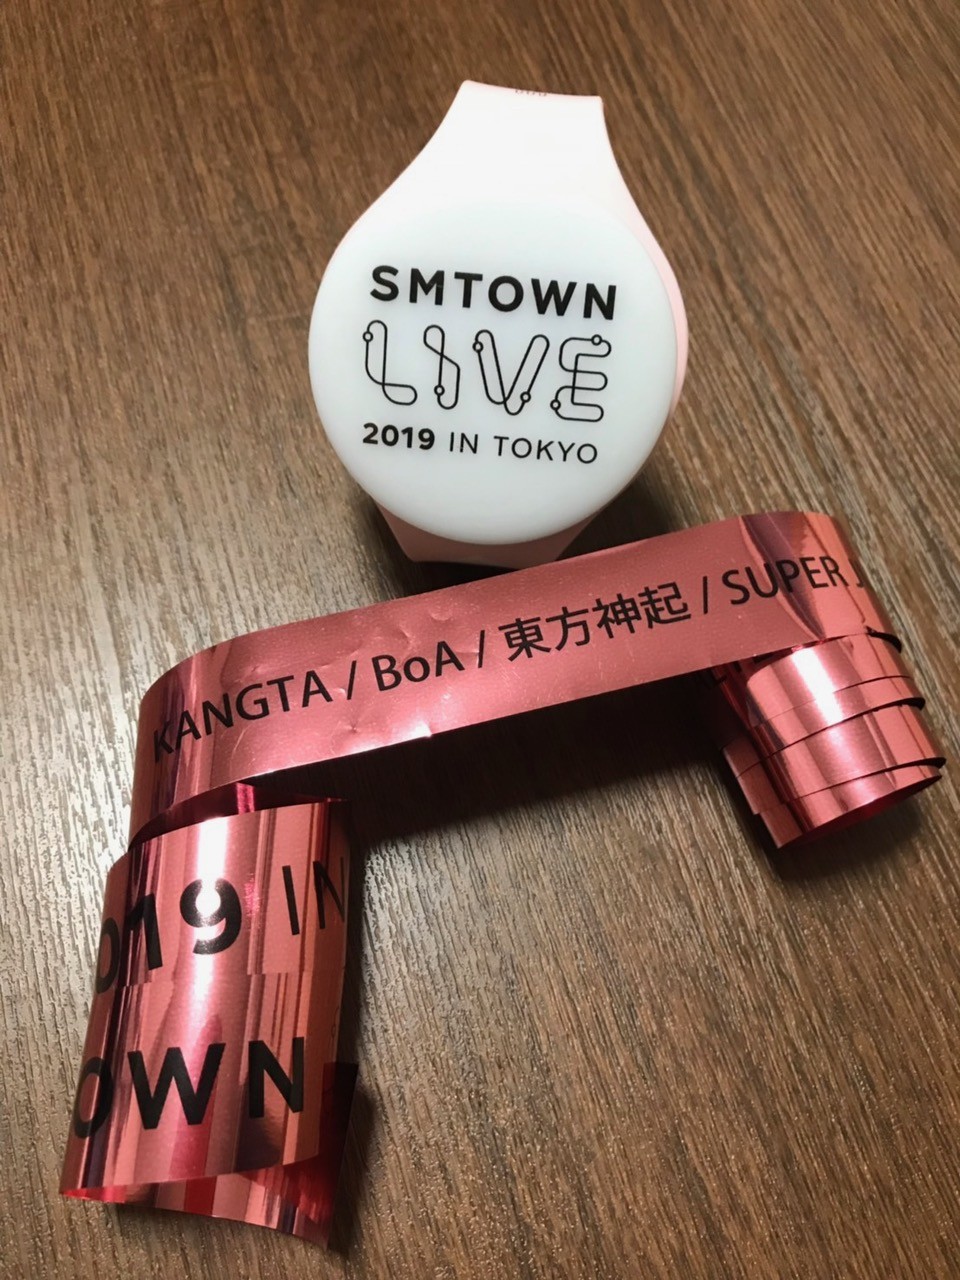 SMTOWN
LIVE
2019 IN TOKYO
KANGTA / BoA / 東方神起 / SUPER J
019 IN
OWN